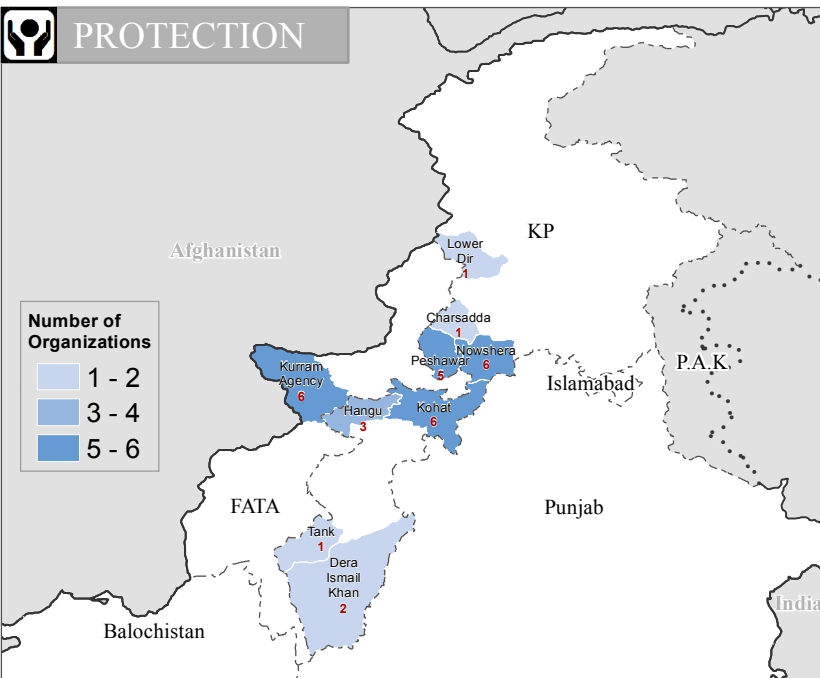 PROTECTION
KP
Lower
Dir
1
Afghanistan
Number of
Organizations
1 - 2
3 - 4
5 - 6
Charsadda
1
Peshawar
5
Nowshera
6
Islamabad
P.A.K.
Kurram
Agency
6
Hangu
3
Kohat
6
FATA
Punjab
Tank
1
Dera
Ismail
Khan
2
Balochistan
India